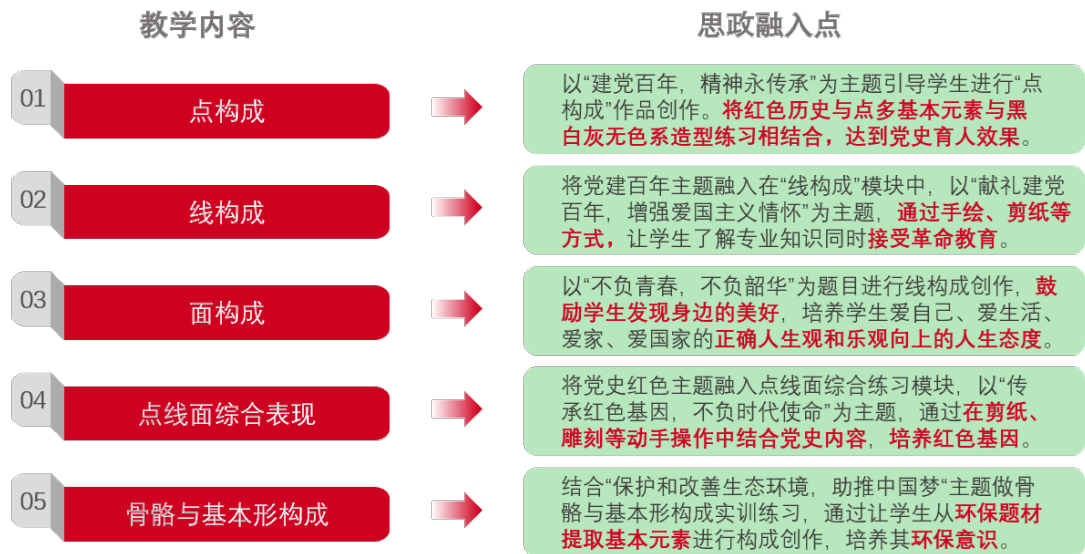 教学内容
思政融入点
01
点构成
以“建党百年，精神永传承”为主题引导学生进行“点
构成”作品创作。将红色历史与点多基本元素与黑
白灰无色系造型练习相结合，达到党史育人效果。
02
线构成
将党建百年主题融入在“线构成”模块中，以“献礼建党
百年，增强爱国主义情怀”为主题，通过手绘、剪纸等
方式，让学生了解专业知识同时接受革命教育。
03
面构成
以“不负青春，不负韶华”为题目进行线构成创作，鼓
励学生发现身边的美好，培养学生爱自己、爱生活、
爱家、爱国家的正确人生观和乐观向上的人生态度。
04
点线面综合表现
将党史红色主题融入点线面综合练习模块，以“传
承红色基因，不负时代使命”为主题，通过在剪纸、
雕刻等动手操作中结合党史内容，培养红色基因。
05
骨骼与基本形构成
结合“保护和改善生态环境，助推中国梦“主题做骨
骼与基本形构成实训练习，通过让学生从环保题材
提取基本元素进行构成创作，培养其环保意识。